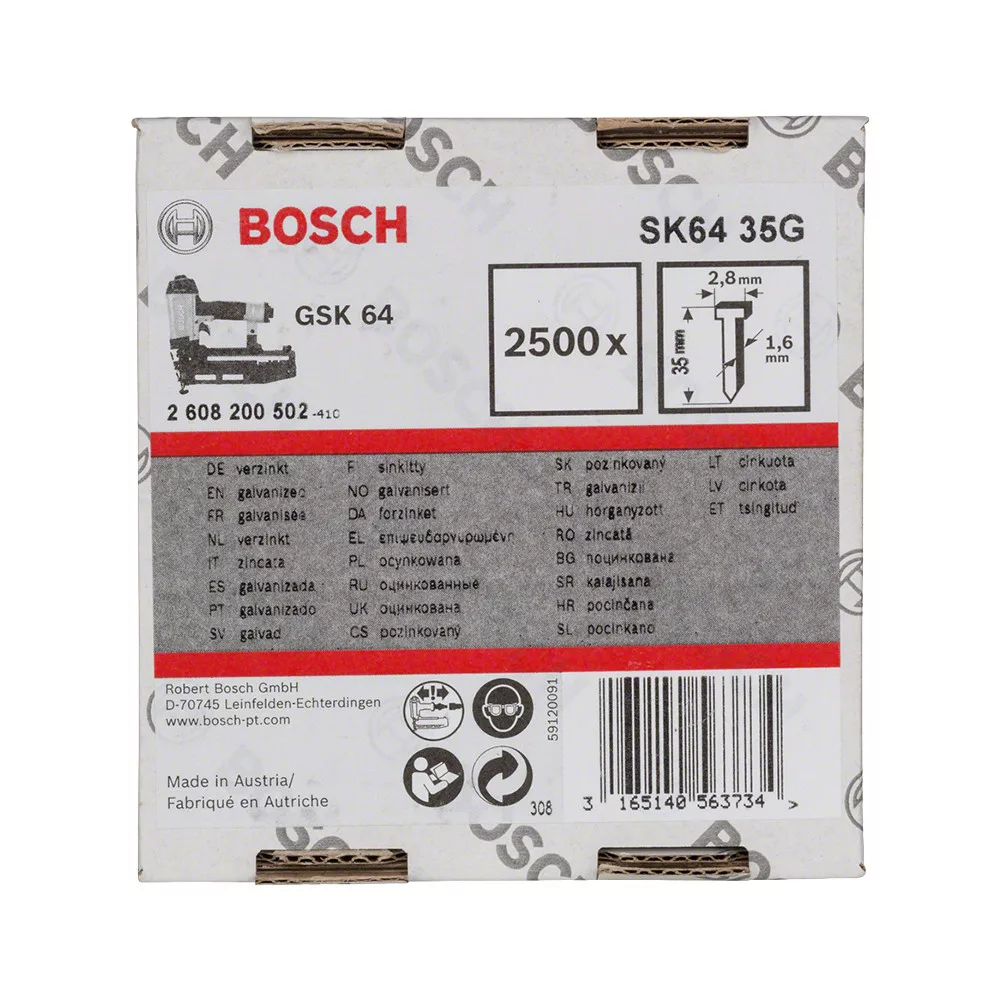 BOSCH
SK64 35G
GSK 64
2 608 200 502-410
2500 x
2,8 mm
35 mm
1,6 mm
DE verzinkt
EN galvanized
FR galvanisée
NL verzinkt
IT zincata
ES galvanizada
PT galvanizado
SV galvad
F sinkitty
NO galvanisert
DA forzinket
EL επιψευδαργυρωμένη
PL ocynkowana
RU оцинкованные
UK оцинкована
CS pozinkovaný
SK pozinkovaný
TR galvanizli
HU horganyzott
RO zincată
BG поцинкована
SR kalajisana
HR pocinčana
SL pocinkano
LT cinkuota
LV cinkota
ET tsingitud
Robert Bosch GmbH
D-70745 Leinfelden-Echterdingen
www.bosch-pt.com
Made in Austria/
Fabriqué en Autriche
59120091
308
3 165140 563734 >